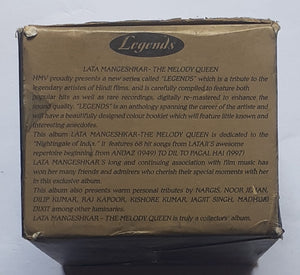 Legends
LATA MANGESHKAR - THE MELODY QUEEN
HMV proudly presents a new series called "LEGENDS" which is a tribute to the
legendary artistes of Hindi films, and is carefully compiled to feature both
popular hits as well as rare recordings, digitally re-mastered to enhance the
sound quality. "LEGENDS" is an anthology spanning the career of the artistes and
will have a beautifully designed colour booklet which will feature little known and
interesting anecdotes.
This album LATA MANGESHKAR-THE MELODY QUEEN is dedicated to the
"Nightingale of India." It features 68 hit songs from LATAJI's awesome
repertoire beginning from ANDAZ (1949) TO DIL TO PAGAL HAI (1997)
LATA MANGESHKAR'S long and continuing association with film music has
won her many friends and admirers who cherish their special moments with her
in this exclusive album.
This album also presents warm personal tributes by NARGIS, NOOR JEHAN,
DILIP KUMAR, RAJ KAPOOR, KISHORE KUMAR, JAGJIT SINGH, MADHURI
DIXIT among other luminaries.
LATA MANGESHKAR - THE MELODY QUEEN is truly a collectors' album.